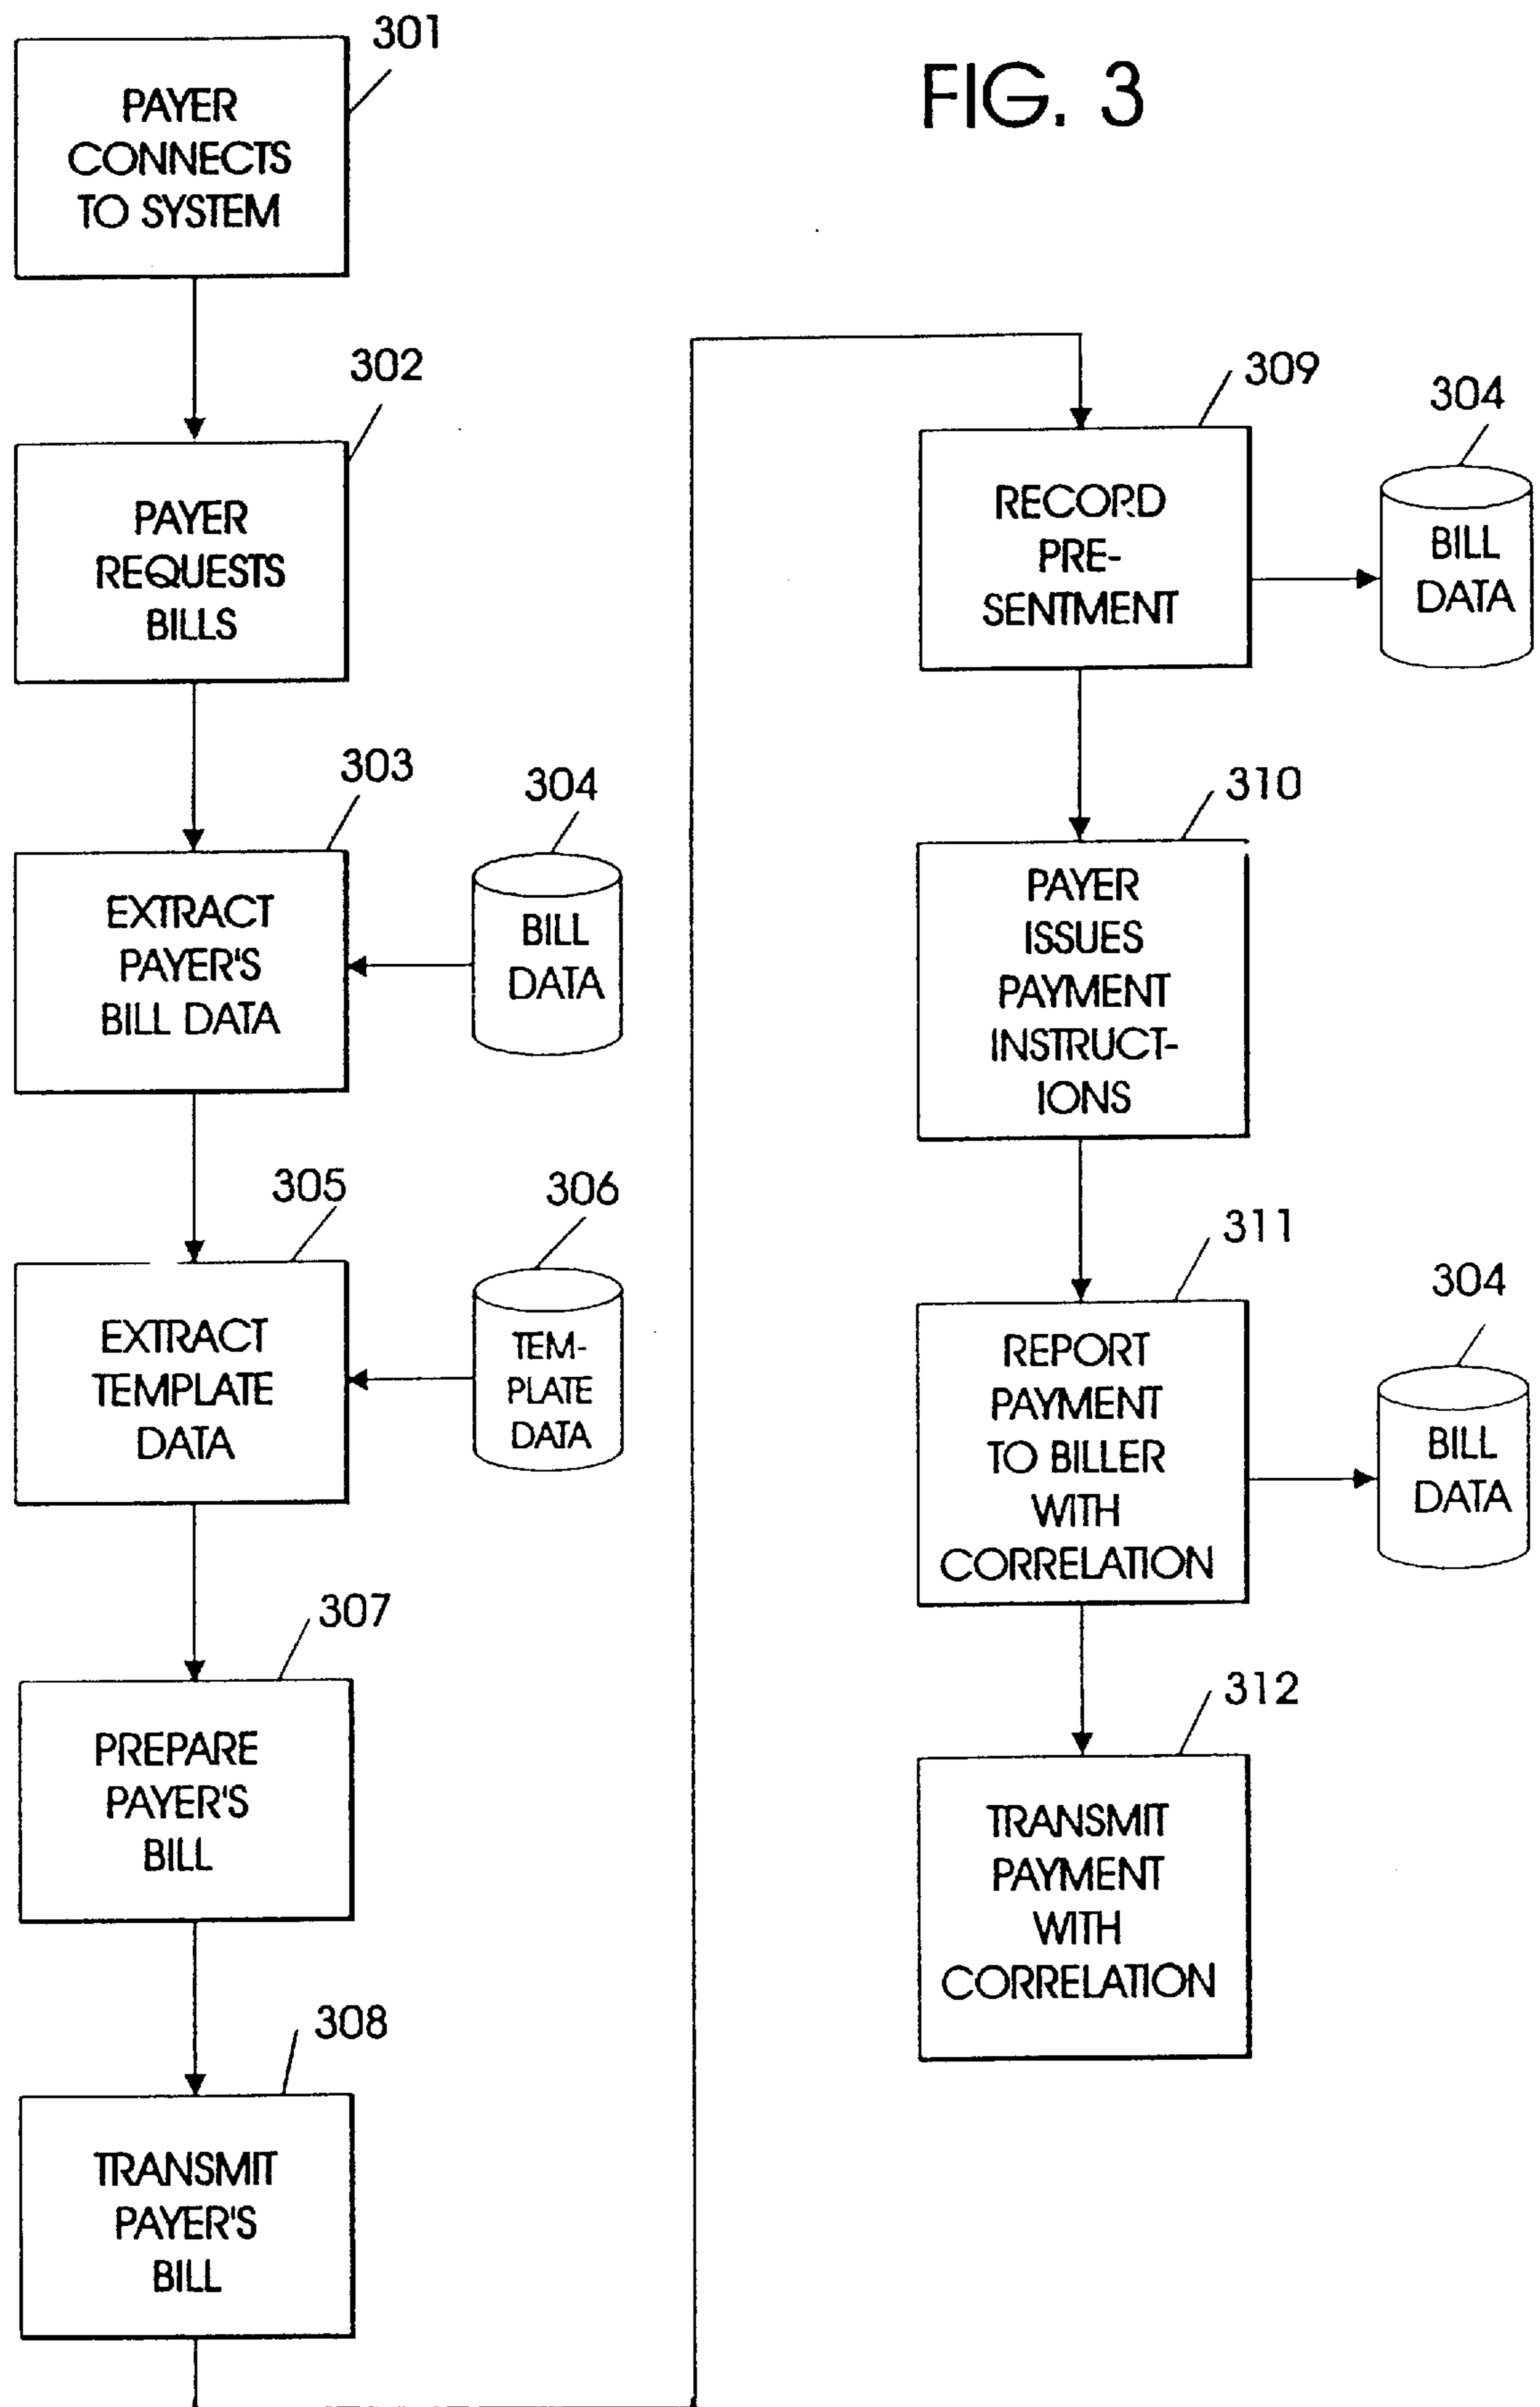 FIG. 3
301
PAYER
CONNECTS
TO SYSTEM
302
PAYER
REQUESTS
BILLS
303
EXTRACT
PAYER'S
BILL DATA
304
BILL
DATA
305
EXTRACT
TEMPLATE
DATA
306
TEM-
PLATE
DATA
307
PREPARE
PAYER'S
BILL
308
TRANSMIT
PAYER'S
BILL
309
RECORD
PRE-
SENTMENT
304
BILL
DATA
310
PAYER
ISSUES
PAYMENT
INSTRUCT-
IONS
311
REPORT
PAYMENT
TO BILLER
WITH
CORRELATION
304
BILL
DATA
312
TRANSMIT
PAYMENT
WITH
CORRELATION